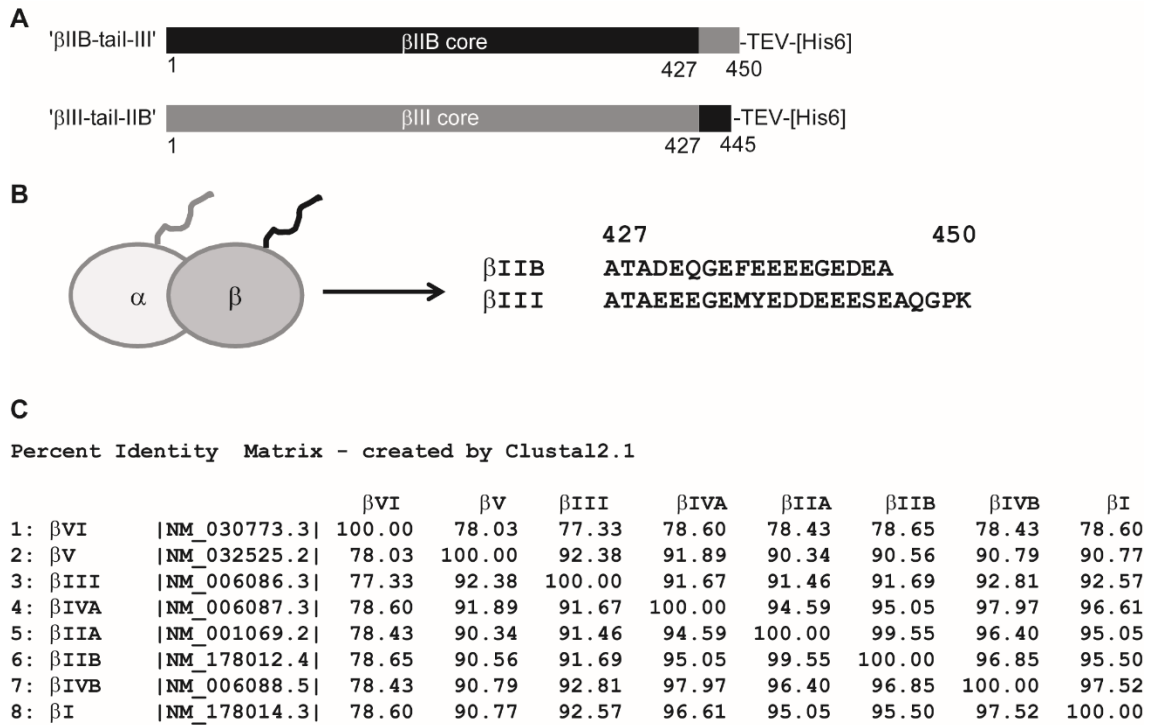 A
'βIIB-tail-III' βIIB core -TEV-[His6]
1 427 450
'βIII-tail-IIB' βIII core -TEV-[His6]
1 427 445
B
α β
427 450
βIIB ATADEQGEFEEEEGEDEA
βIII ATAEEEGEMYEDDEEESEAQGPK
C
Percent Identity Matrix - created by Clustal2.1
βVI βV βIII βIVA βIIA βIIB βIVB βI
1: βVI |NM_030773.3| 100.00 78.03 77.33 78.60 78.43 78.65 78.43 78.60
2: βV |NM_032525.2| 78.03 100.00 92.38 91.89 90.34 90.56 90.79 90.77
3: βIII |NM_006086.3| 77.33 92.38 100.00 91.67 91.46 91.69 92.81 92.57
4: βIVA |NM_006087.3| 78.60 91.89 91.67 100.00 94.59 95.05 97.97 96.61
5: βIIA |NM_001069.2| 78.43 90.34 91.46 94.59 100.00 99.55 96.40 95.05
6: βIIB |NM_178012.4| 78.65 90.56 91.69 95.05 99.55 100.00 96.85 95.50
7: βIVB |NM_006088.5| 78.43 90.79 92.81 97.97 96.40 96.85 100.00 97.52
8: βI |NM_178014.3| 78.60 90.77 92.57 96.61 95.05 95.50 97.52 100.00